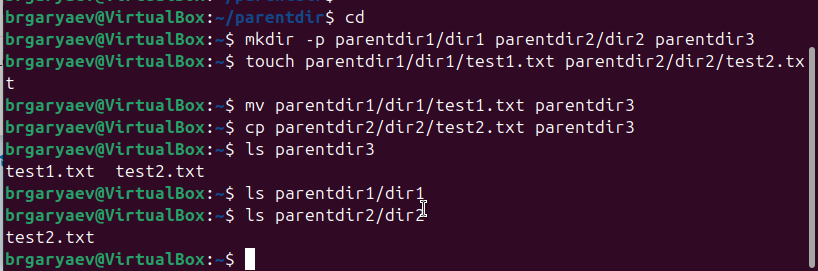 brgaryaev@VirtualBox:~/parentdir$ cd
brgaryaev@VirtualBox:~$ mkdir -p parentdir1/dir1 parentdir2/dir2 parentdir3
brgaryaev@VirtualBox:~$ touch parentdir1/dir1/test1.txt parentdir2/dir2/test2.tx
t
brgaryaev@VirtualBox:~$ mv parentdir1/dir1/test1.txt parentdir3
brgaryaev@VirtualBox:~$ cp parentdir2/dir2/test2.txt parentdir3
brgaryaev@VirtualBox:~$ ls parentdir3
test1.txt  test2.txt
brgaryaev@VirtualBox:~$ ls parentdir1/dir1
brgaryaev@VirtualBox:~$ ls parentdir2/dir2
test2.txt
brgaryaev@VirtualBox:~$